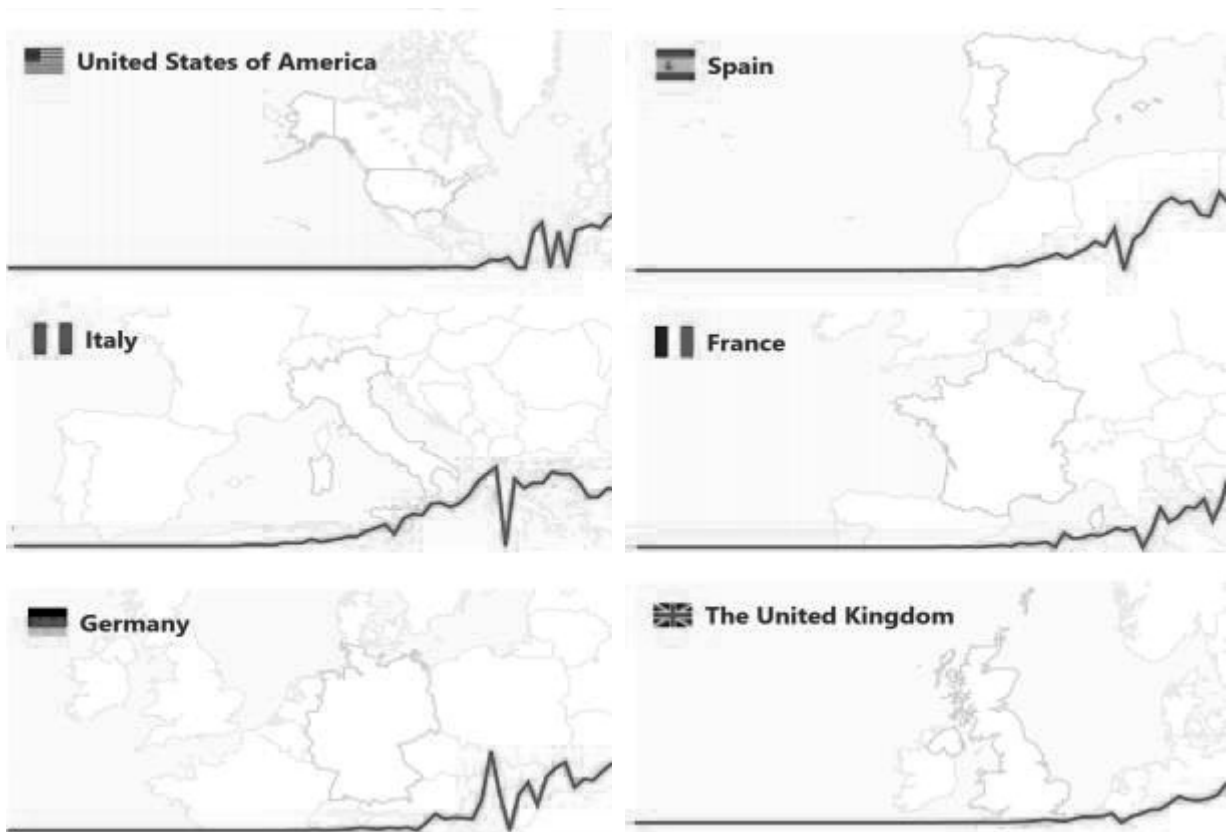 United States of America
Spain
Italy
France
Germany
The United Kingdom